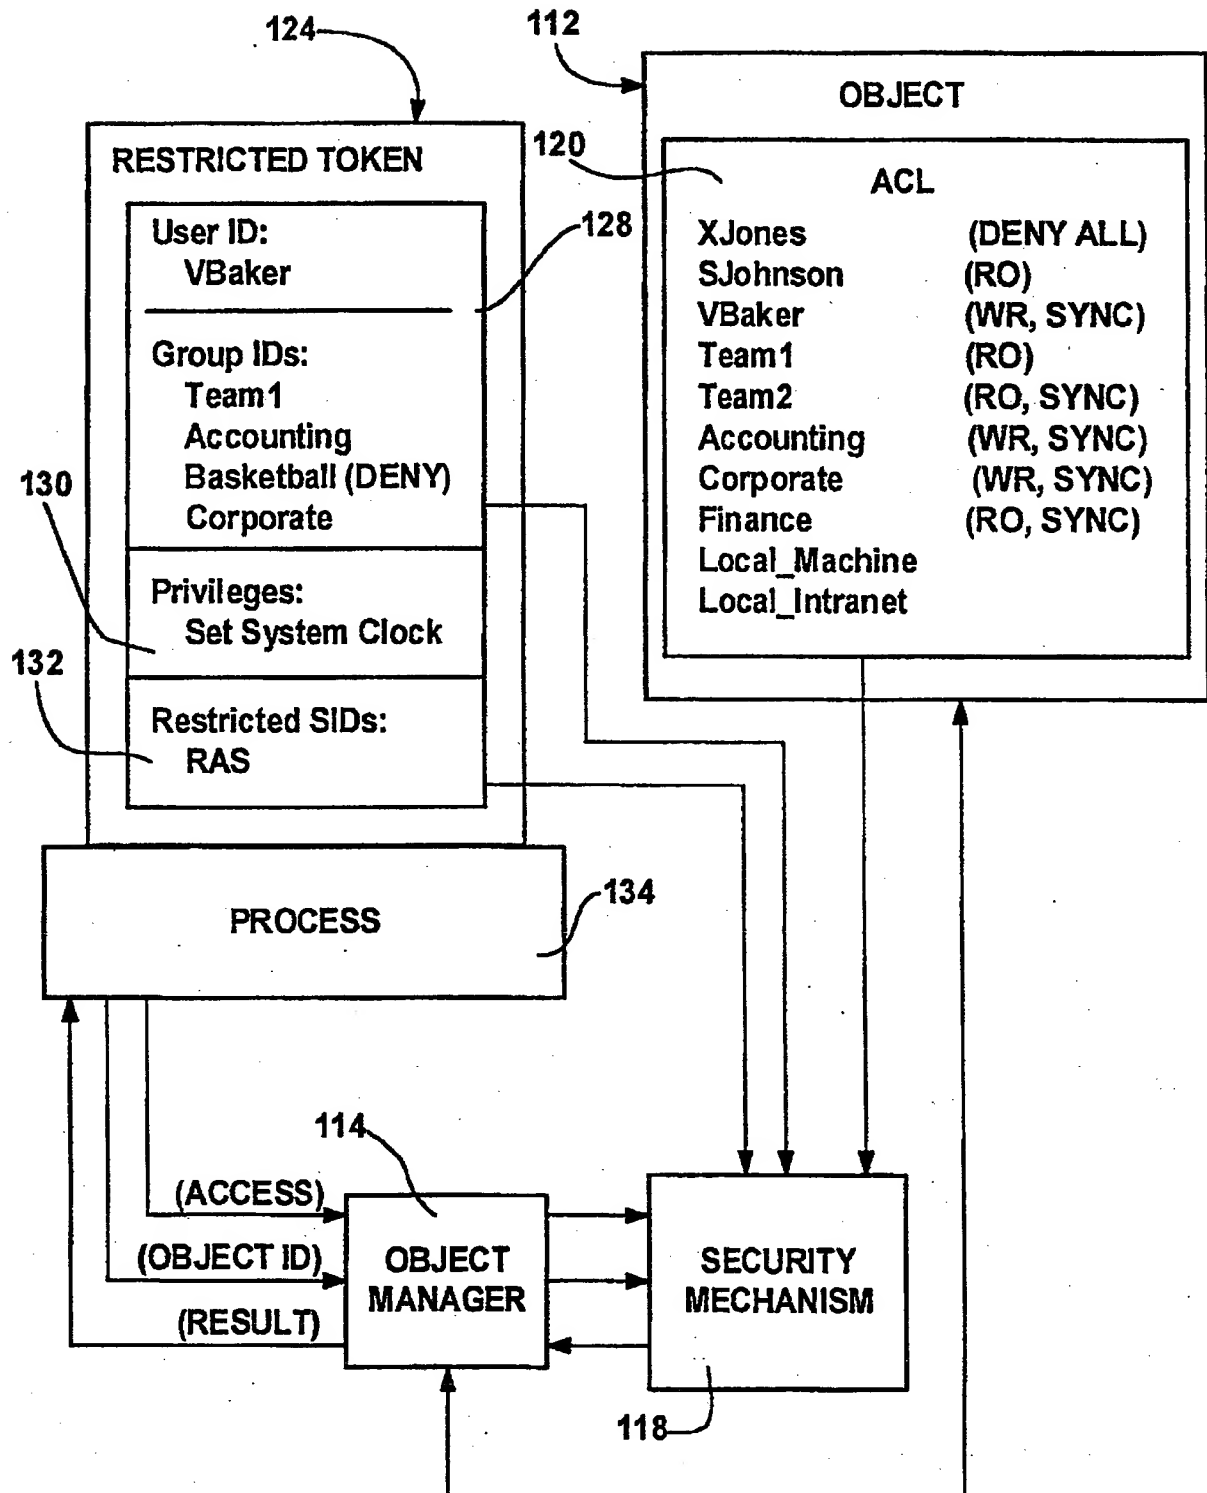 124
112
OBJECT
RESTRICTED TOKEN
120
ACL
User ID:
VBaker
128
Group IDs:
Team1
Accounting
Basketball (DENY)
Corporate
130
Privileges:
Set System Clock
132
Restricted SIDs:
RAS
XJones (DENY ALL)
SJohnson (RO)
VBaker (WR, SYNC)
Team1 (RO)
Team2 (RO, SYNC)
Accounting (WR, SYNC)
Corporate (WR, SYNC)
Finance (RO, SYNC)
Local_Machine
Local_Intranet
PROCESS
134
114
(ACCESS)
(OBJECT ID)
(RESULT)
OBJECT
MANAGER
SECURITY
MECHANISM
118